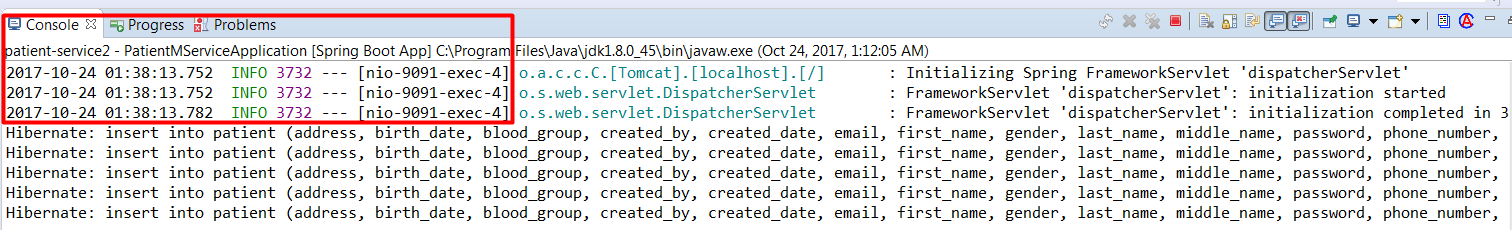 Console Progress Problems
patient-service2 - PatientMServiceApplication [Spring Boot App] C:\Program Files\Java\jdk1.8.0_45\bin\javaw.exe (Oct 24, 2017, 1:12:05 AM)
2017-10-24 01:38:13.752  INFO 3732 --- [nio-9091-exec-4] o.a.c.c.C.[Tomcat].[localhost].[/]       : Initializing Spring FrameworkServlet 'dispatcherServlet'
2017-10-24 01:38:13.752  INFO 3732 --- [nio-9091-exec-4] o.s.web.servlet.DispatcherServlet        : FrameworkServlet 'dispatcherServlet': initialization started
2017-10-24 01:38:13.782  INFO 3732 --- [nio-9091-exec-4] o.s.web.servlet.DispatcherServlet        : FrameworkServlet 'dispatcherServlet': initialization completed in 3
Hibernate: insert into patient (address, birth_date, blood_group, created_by, created_date, email, first_name, gender, last_name, middle_name, password, phone_number,
Hibernate: insert into patient (address, birth_date, blood_group, created_by, created_date, email, first_name, gender, last_name, middle_name, password, phone_number,
Hibernate: insert into patient (address, birth_date, blood_group, created_by, created_date, email, first_name, gender, last_name, middle_name, password, phone_number,
Hibernate: insert into patient (address, birth_date, blood_group, created_by, created_date, email, first_name, gender, last_name, middle_name, password, phone_number,
Hibernate: insert into patient (address, birth_date, blood_group, created_by, created_date, email, first_name, gender, last_name, middle_name, password, phone_number,